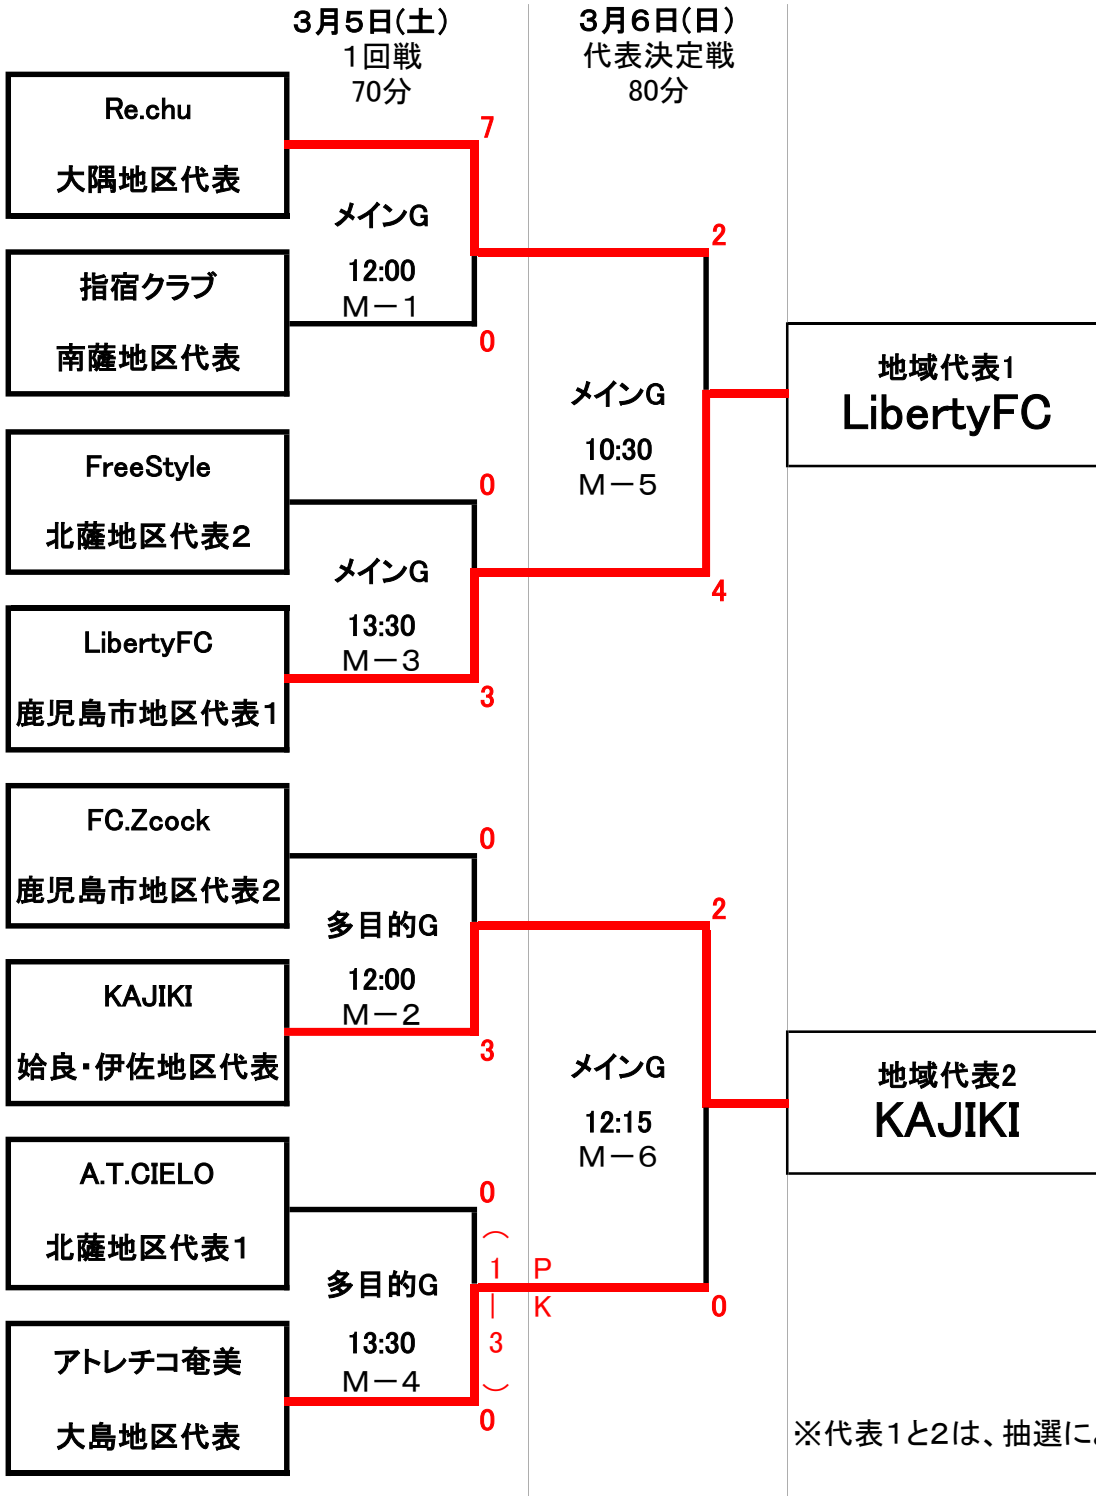 3月5日(土)
1回戦
70分
3月6日(日)
代表決定戦
80分
Re.chu
大隅地区代表
7
メインG
12:00
M－1
指宿クラブ
南薩地区代表
0
2
メインG
10:30
M－5
地域代表1
LibertyFC
FreeStyle
北薩地区代表2
0
メインG
13:30
M－3
LibertyFC
鹿児島市地区代表1
3
4
FC.Zcock
鹿児島市地区代表2
0
多目的G
12:00
M－2
KAJIKI
姶良・伊佐地区代表
3
2
メインG
12:15
M－6
地域代表2
KAJIKI
A.T.CIELO
北薩地区代表1
0
多目的G
13:30
M－4
(1－3)
PK
アトレチコ奄美
大島地区代表
0
0
※代表1と2は、抽選に